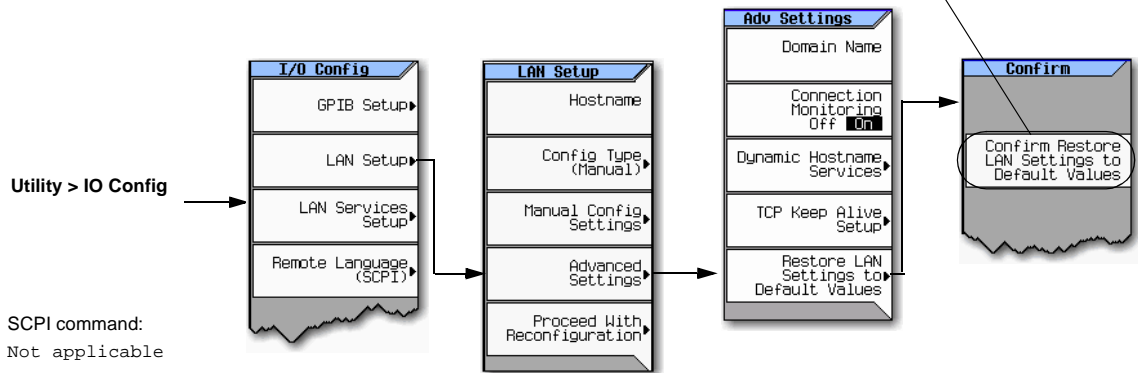 Utility > IO Config
SCPI command:
Not applicable
I/O Config
GPIB Setup
LAN Setup
LAN Services
Setup
Remote Language
(SCPI)
LAN Setup
Hostname
Config Type
(Manual)
Manual Config
Settings
Advanced
Settings
Proceed With
Reconfiguration
Adv Settings
Domain Name
Connection
Monitoring
Off On
Dynamic Hostname
Services
TCP Keep Alive
Setup
Restore LAN
Settings to
Default Values
Confirm
Confirm Restore
LAN Settings to
Default Values